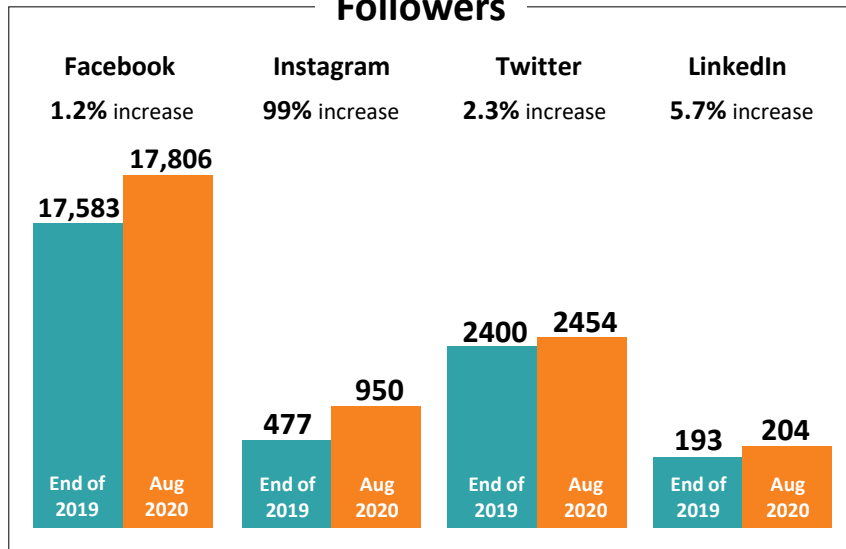 Followers
Facebook
1.2% increase
17,583
17,806
End of
2019
Aug
2020
Instagram
99% increase
477
950
End of
2019
Aug
2020
Twitter
2.3% increase
2400
2454
End of
2019
Aug
2020
LinkedIn
5.7% increase
193
204
End of
2019
Aug
2020